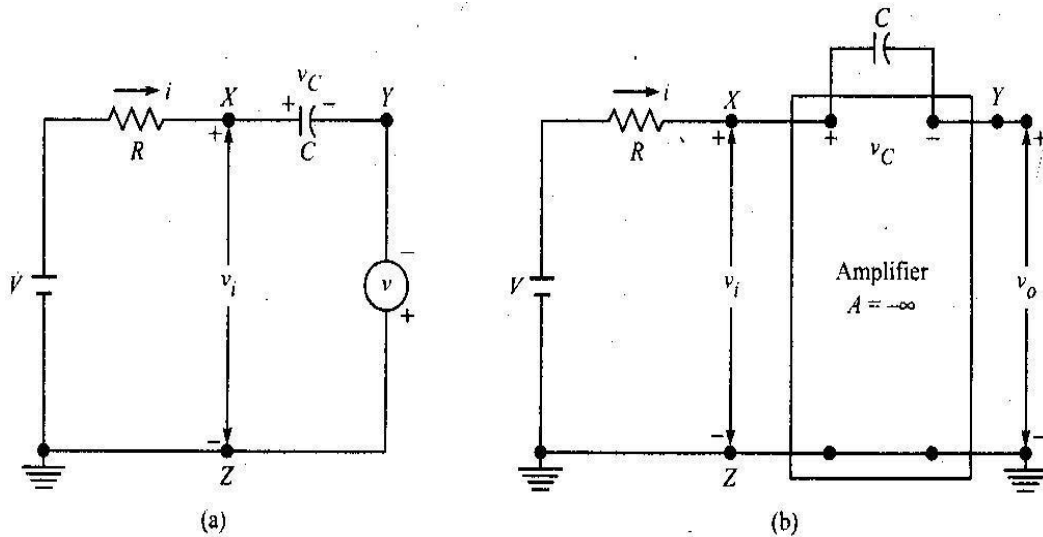 C
i
X
v_C
+
−
Y
R
+
C
V
v_i
−
v
+
−
Z
(a)
i
X
Y
R
+
+
−
+
v_C
V
v_i
Amplifier
A = −∞
v_o
−
−
Z
(b)